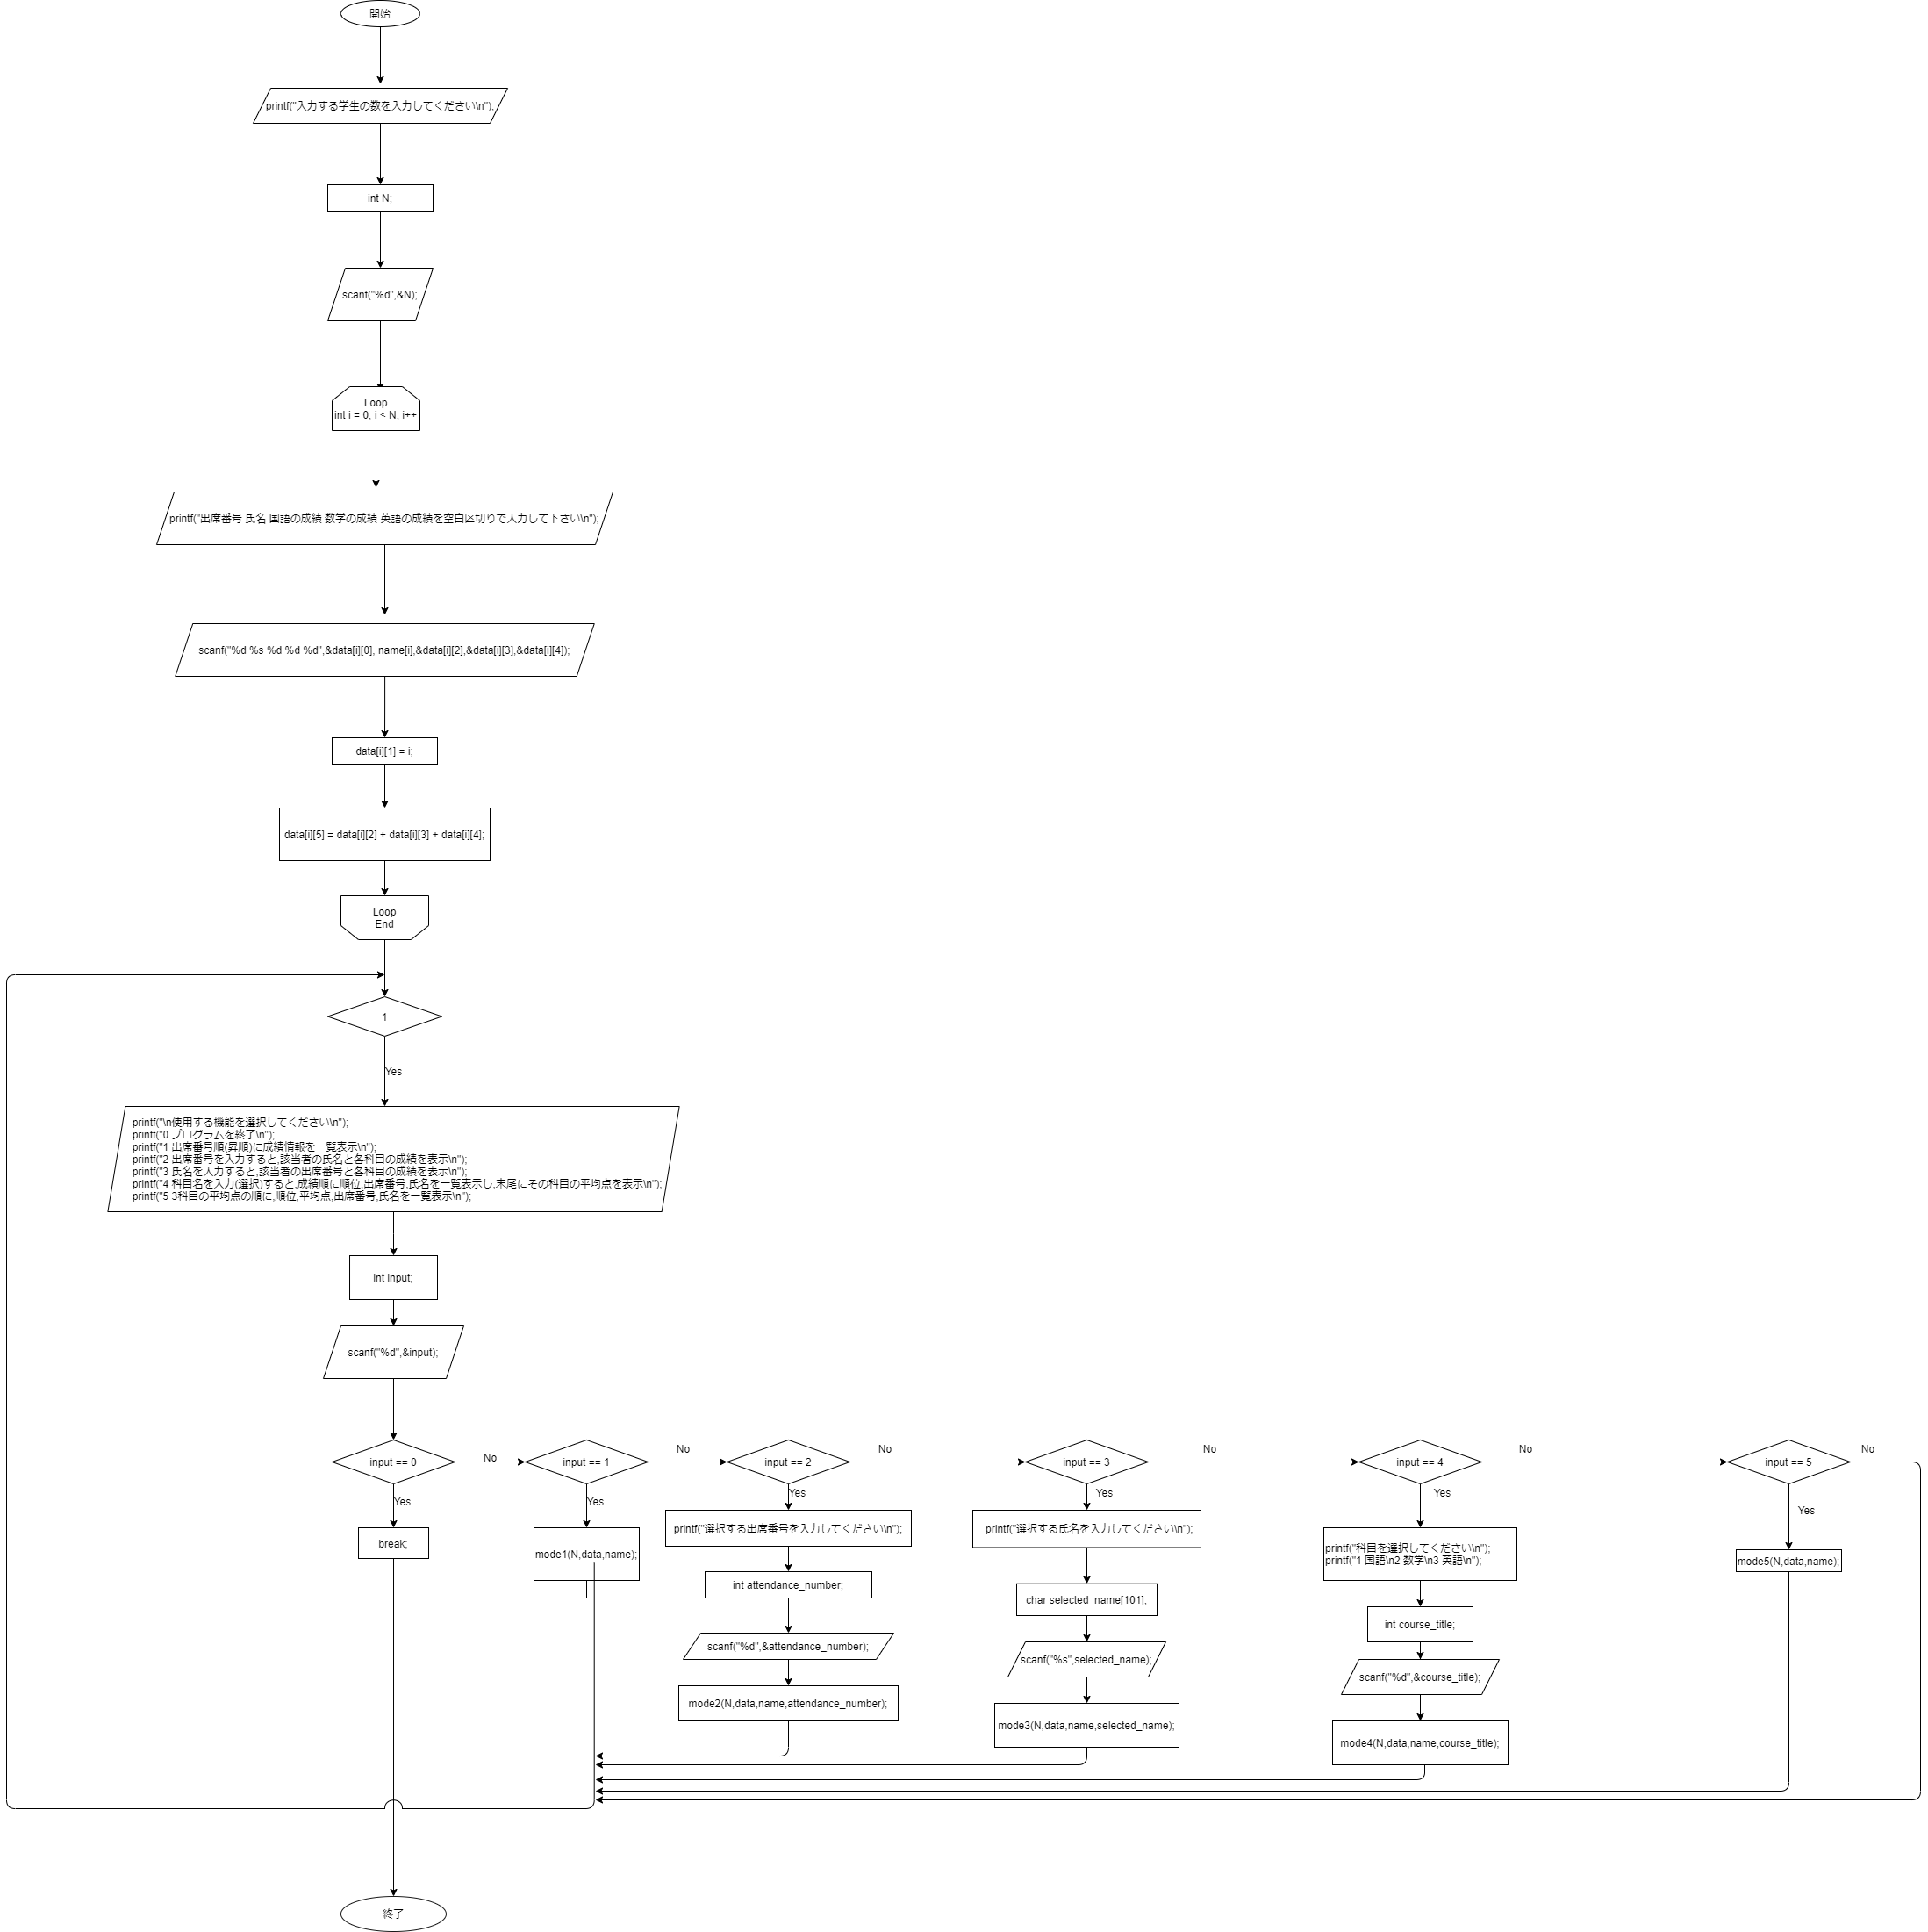 開始
printf("入力する学生の数を入力してください\n");
int N;
scanf("%d",&N);
Loop
int i = 0; i < N; i++
printf("出席番号 氏名 国語の成績 数学の成績 英語の成績を空白区切りで入力して下さい\n");
scanf("%d %s %d %d %d",&data[i][0], name[i],&data[i][2],&data[i][3],&data[i][4]);
data[i][1] = i;
data[i][5] = data[i][2] + data[i][3] + data[i][4];
Loop
End
1
Yes
printf("\n使用する機能を選択してください\n");
printf("0 プログラムを終了\n");
printf("1 出席番号順(昇順)に成績情報を一覧表示\n");
printf("2 出席番号を入力すると,該当者の氏名と各科目の成績を表示\n");
printf("3 氏名を入力すると,該当者の出席番号と各科目の成績を表示\n");
printf("4 科目名を入力(選択)すると,成績順に順位,出席番号,氏名を一覧表示し,末尾にその科目の平均点を表示\n");
printf("5 3科目の平均点の順に,順位,平均点,出席番号,氏名を一覧表示\n");
int input;
scanf("%d",&input);
input == 0
No
Yes
break;
input == 1
No
Yes
mode1(N,data,name);
input == 2
No
Yes
printf("選択する出席番号を入力してください\n");
int attendance_number;
scanf("%d",&attendance_number);
mode2(N,data,name,attendance_number);
input == 3
No
Yes
printf("選択する氏名を入力してください\n");
char selected_name[101];
scanf("%s",selected_name);
mode3(N,data,name,selected_name);
input == 4
No
Yes
printf("科目を選択してください\n");
printf("1 国語\n2 数学\n3 英語\n");
int course_title;
scanf("%d",&course_title);
mode4(N,data,name,course_title);
input == 5
No
Yes
mode5(N,data,name);
終了